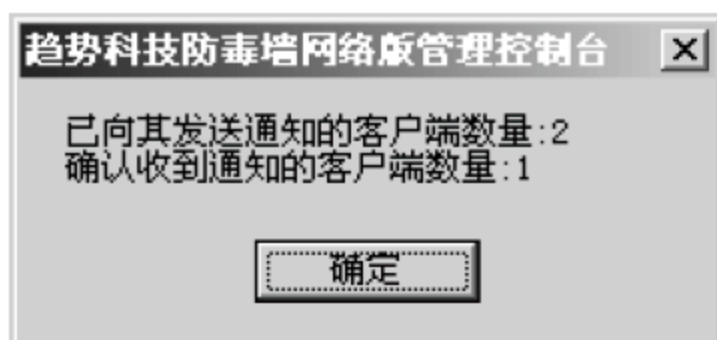 趋势科技防毒墙网络版管理控制台
已向其发送通知的客户端数量:2
确认收到通知的客户端数量:1
确定